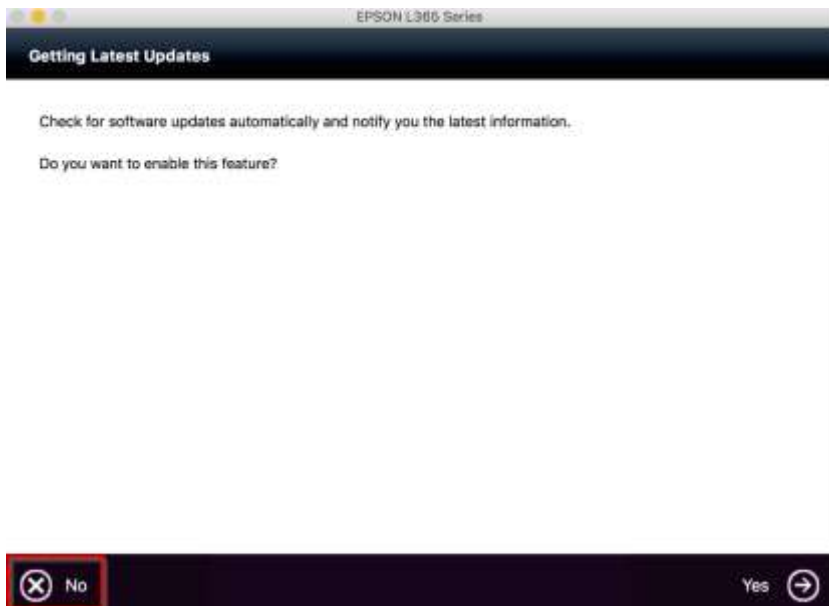 EPSON L365 Series
Getting Latest Updates
Check for software updates automatically and notify you the latest information.
Do you want to enable this feature?
No
Yes